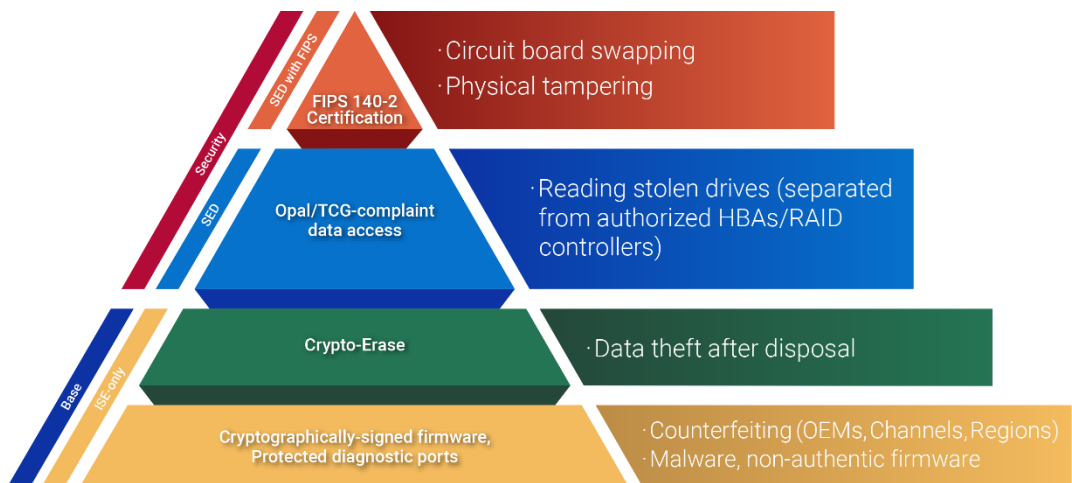 Security
SED with FIPS
FIPS 140-2
Certification
· Circuit board swapping
· Physical tampering
SED
Opal/TCG-complaint
data access
· Reading stolen drives (separated
from authorized HBAs/RAID
controllers)
Base
ISE-only
Crypto-Erase
· Data theft after disposal
Cryptographically-signed firmware,
Protected diagnostic ports
· Counterfeiting (OEMs, Channels, Regions)
· Malware, non-authentic firmware